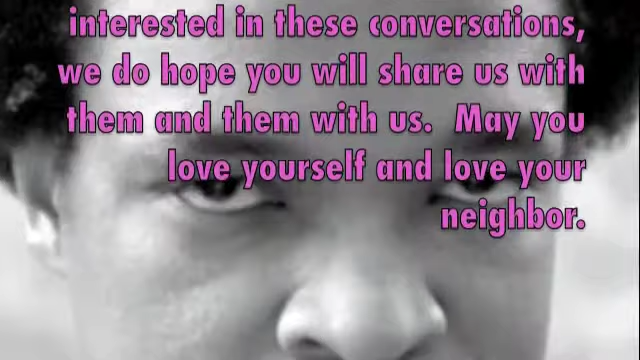 interested in these conversations,
we do hope you will share us with
them and them with us.  May you
love yourself and love your
neighbor.